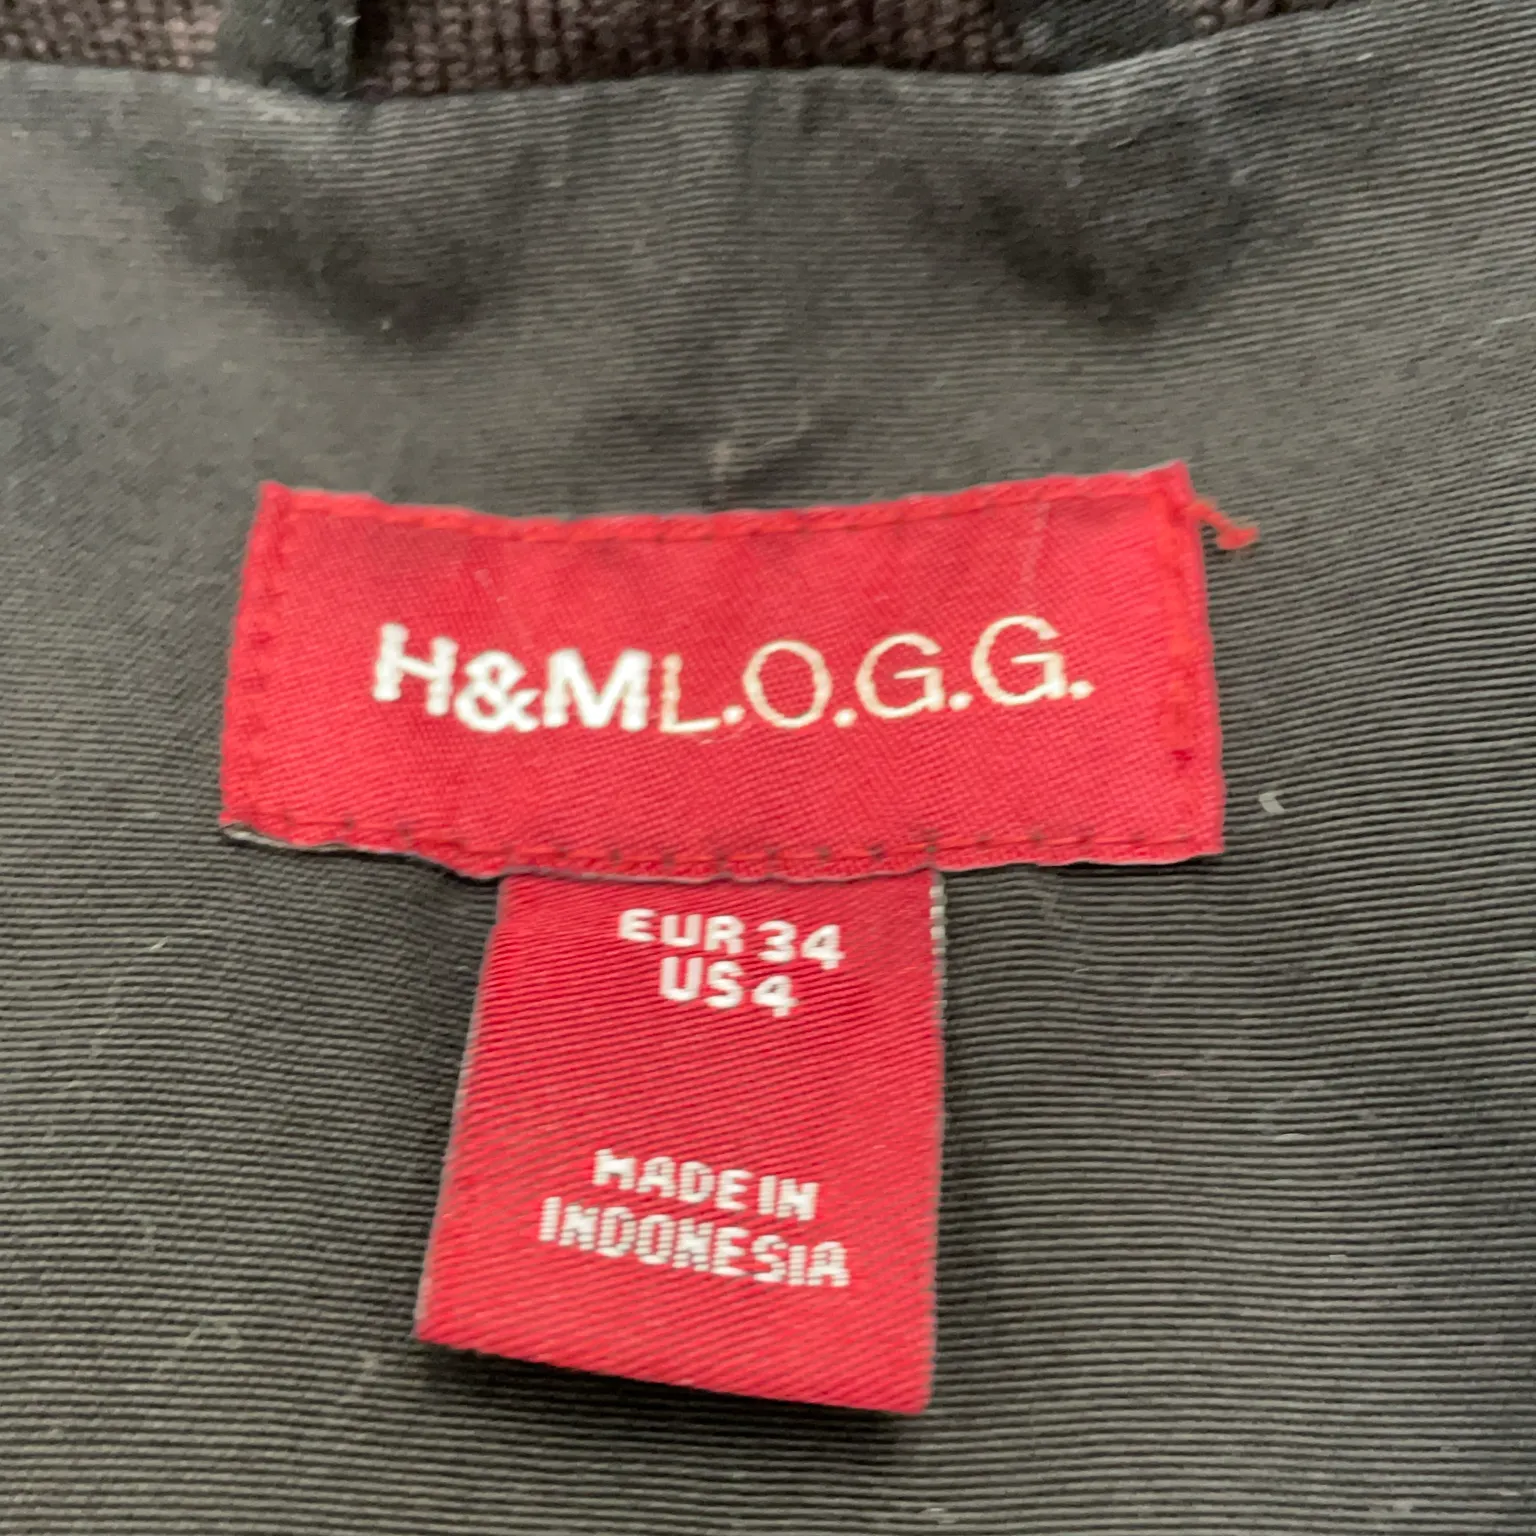 H&ML.O.G.G.
EUR 34
US 4
MADE IN
INDONESIA